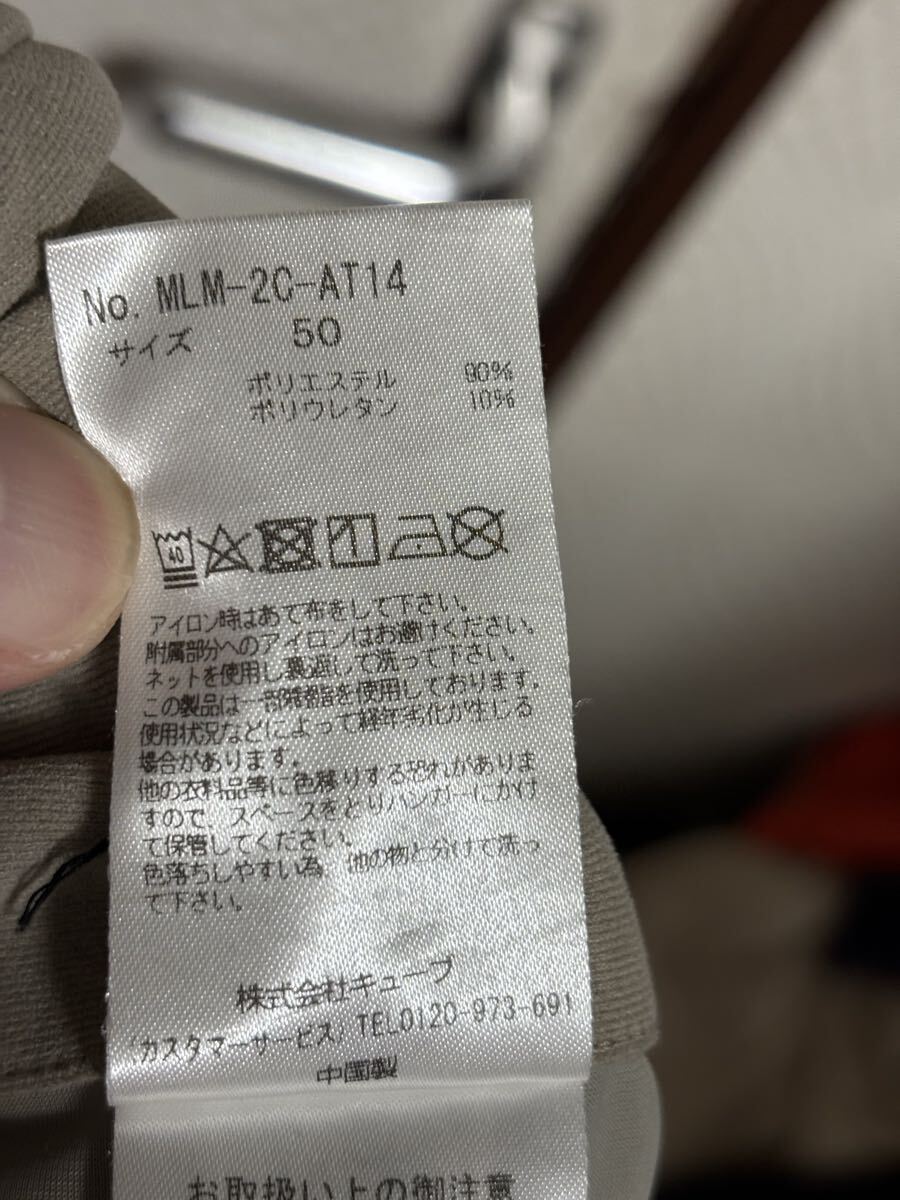 No. MLM-2C-AT14
サイズ 50
ポリエステル 90%
ポリウレタン 10%
40
アイロン時はあて布をして下さい。
附属部分へのアイロンはお避けください。
ネットを使用し裏返して洗って下さい。
この製品は一部樹脂を使用しております。
使用状況などによって経年劣化が生じる
場合があります。
他の衣料品等に色移りする恐れがありま
すので、スペースをとりハンガーにかけ
て保管してください。
色落ちしやすい為、他の物と分けて洗っ
て下さい。
株式会社キューブ
(カスタマーサービス) TEL0120-973-691
中国製
お取扱い上の御注意